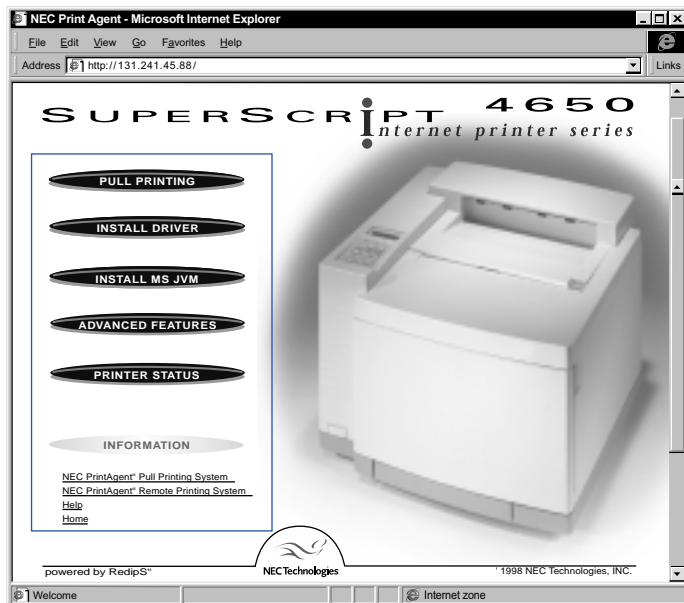 NEC Print Agent - Microsoft Internet Explorer
File Edit View Go Favorites Help
Address http://131.241.45.88/ Links
SUPERSCRIPT 4650
internet printer series
PULL PRINTING
INSTALL DRIVER
INSTALL MS JVM
ADVANCED FEATURES
PRINTER STATUS
INFORMATION
NEC PrintAgent“ Pull Printing System
NEC PrintAgent“ Remote Printing System
Help
Home
powered by RedipS“ NEC Technologies ' 1998 NEC Technologies, INC.
Welcome Internet zone